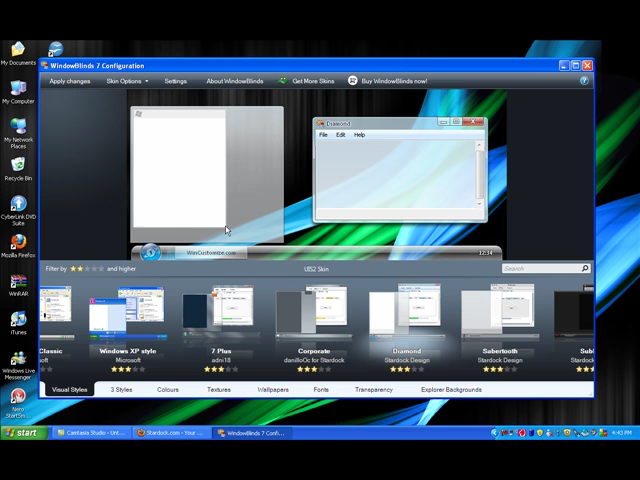 My Documents
My Computer
My Network Places
Recycle Bin
CyberLink DVD Suite
Mozilla Firefox
WinRAR
iTunes
Windows Live Messenger
Nero
WindowBlinds 7 Configuration
Apply changes
Skin Options
Settings
About WindowBlinds
Get More Skins
Buy WindowBlinds now!
Diamond
File
Edit
Help
WinCustomize.com
12:34
Filter by
and higher
UIS2 Skin
Search
Classic
Windows XP style
Microsoft
7 Plus
adni18
Corporate
danilloOc for Stardock
Diamond
Stardock Design
Sabertooth
Stardock Design
Visual Styles
3 Styles
Colours
Textures
Wallpapers
Fonts
Transparency
Explorer Backgrounds
start
Camtasia Studio - Unt...
Stardock.com - Your ...
WindowBlinds 7 Confi...
4:43 PM